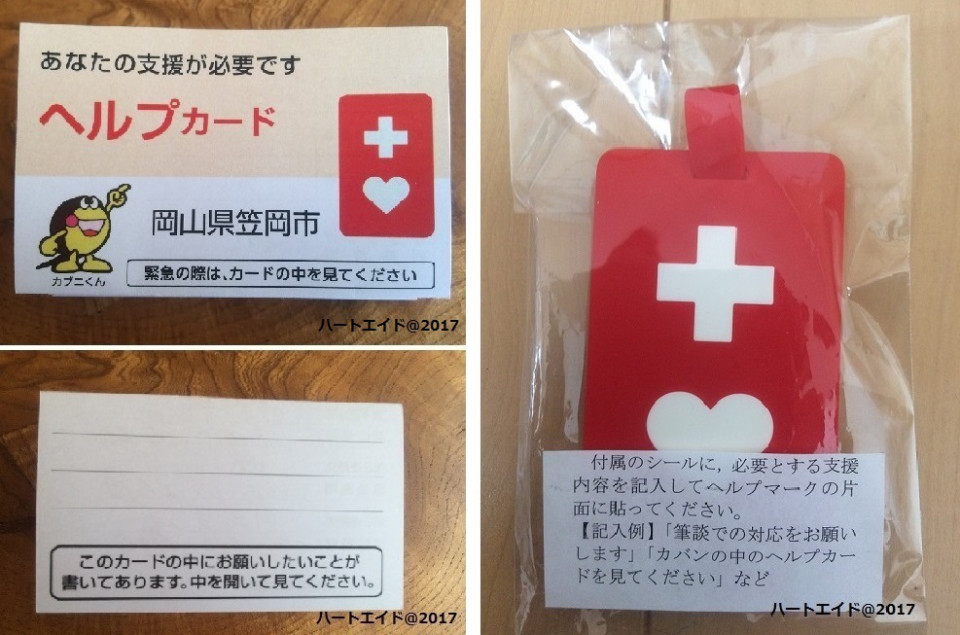 あなたの支援が必要です
ヘルプカード
岡山県笠岡市
カブニくん
緊急の際は、カードの中を見てください
ハートエイド@2017
このカードの中にお願いしたいことが
書いてあります。中を開いて見てください。
ハートエイド@2017
付属のシールに，必要とする支援
内容を記入してヘルプマークの片
面に貼ってください。
【記入例】「筆談での対応をお願い
します」「カバンの中のヘルプカー
ドを見てください」など
ハートエイド@2017